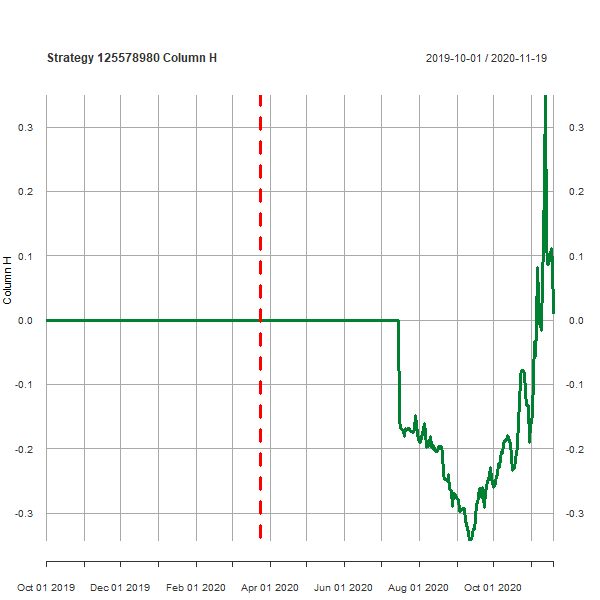 Strategy 125578980 Column H 2019-10-01 / 2020-11-19
0.3 0.3
0.2 0.2
0.1 0.1
Column H
0.0 0.0
-0.1 -0.1
-0.2 -0.2
-0.3 -0.3
Oct 01 2019 Dec 01 2019 Feb 01 2020 Apr 01 2020 Jun 01 2020 Aug 01 2020 Oct 01 2020